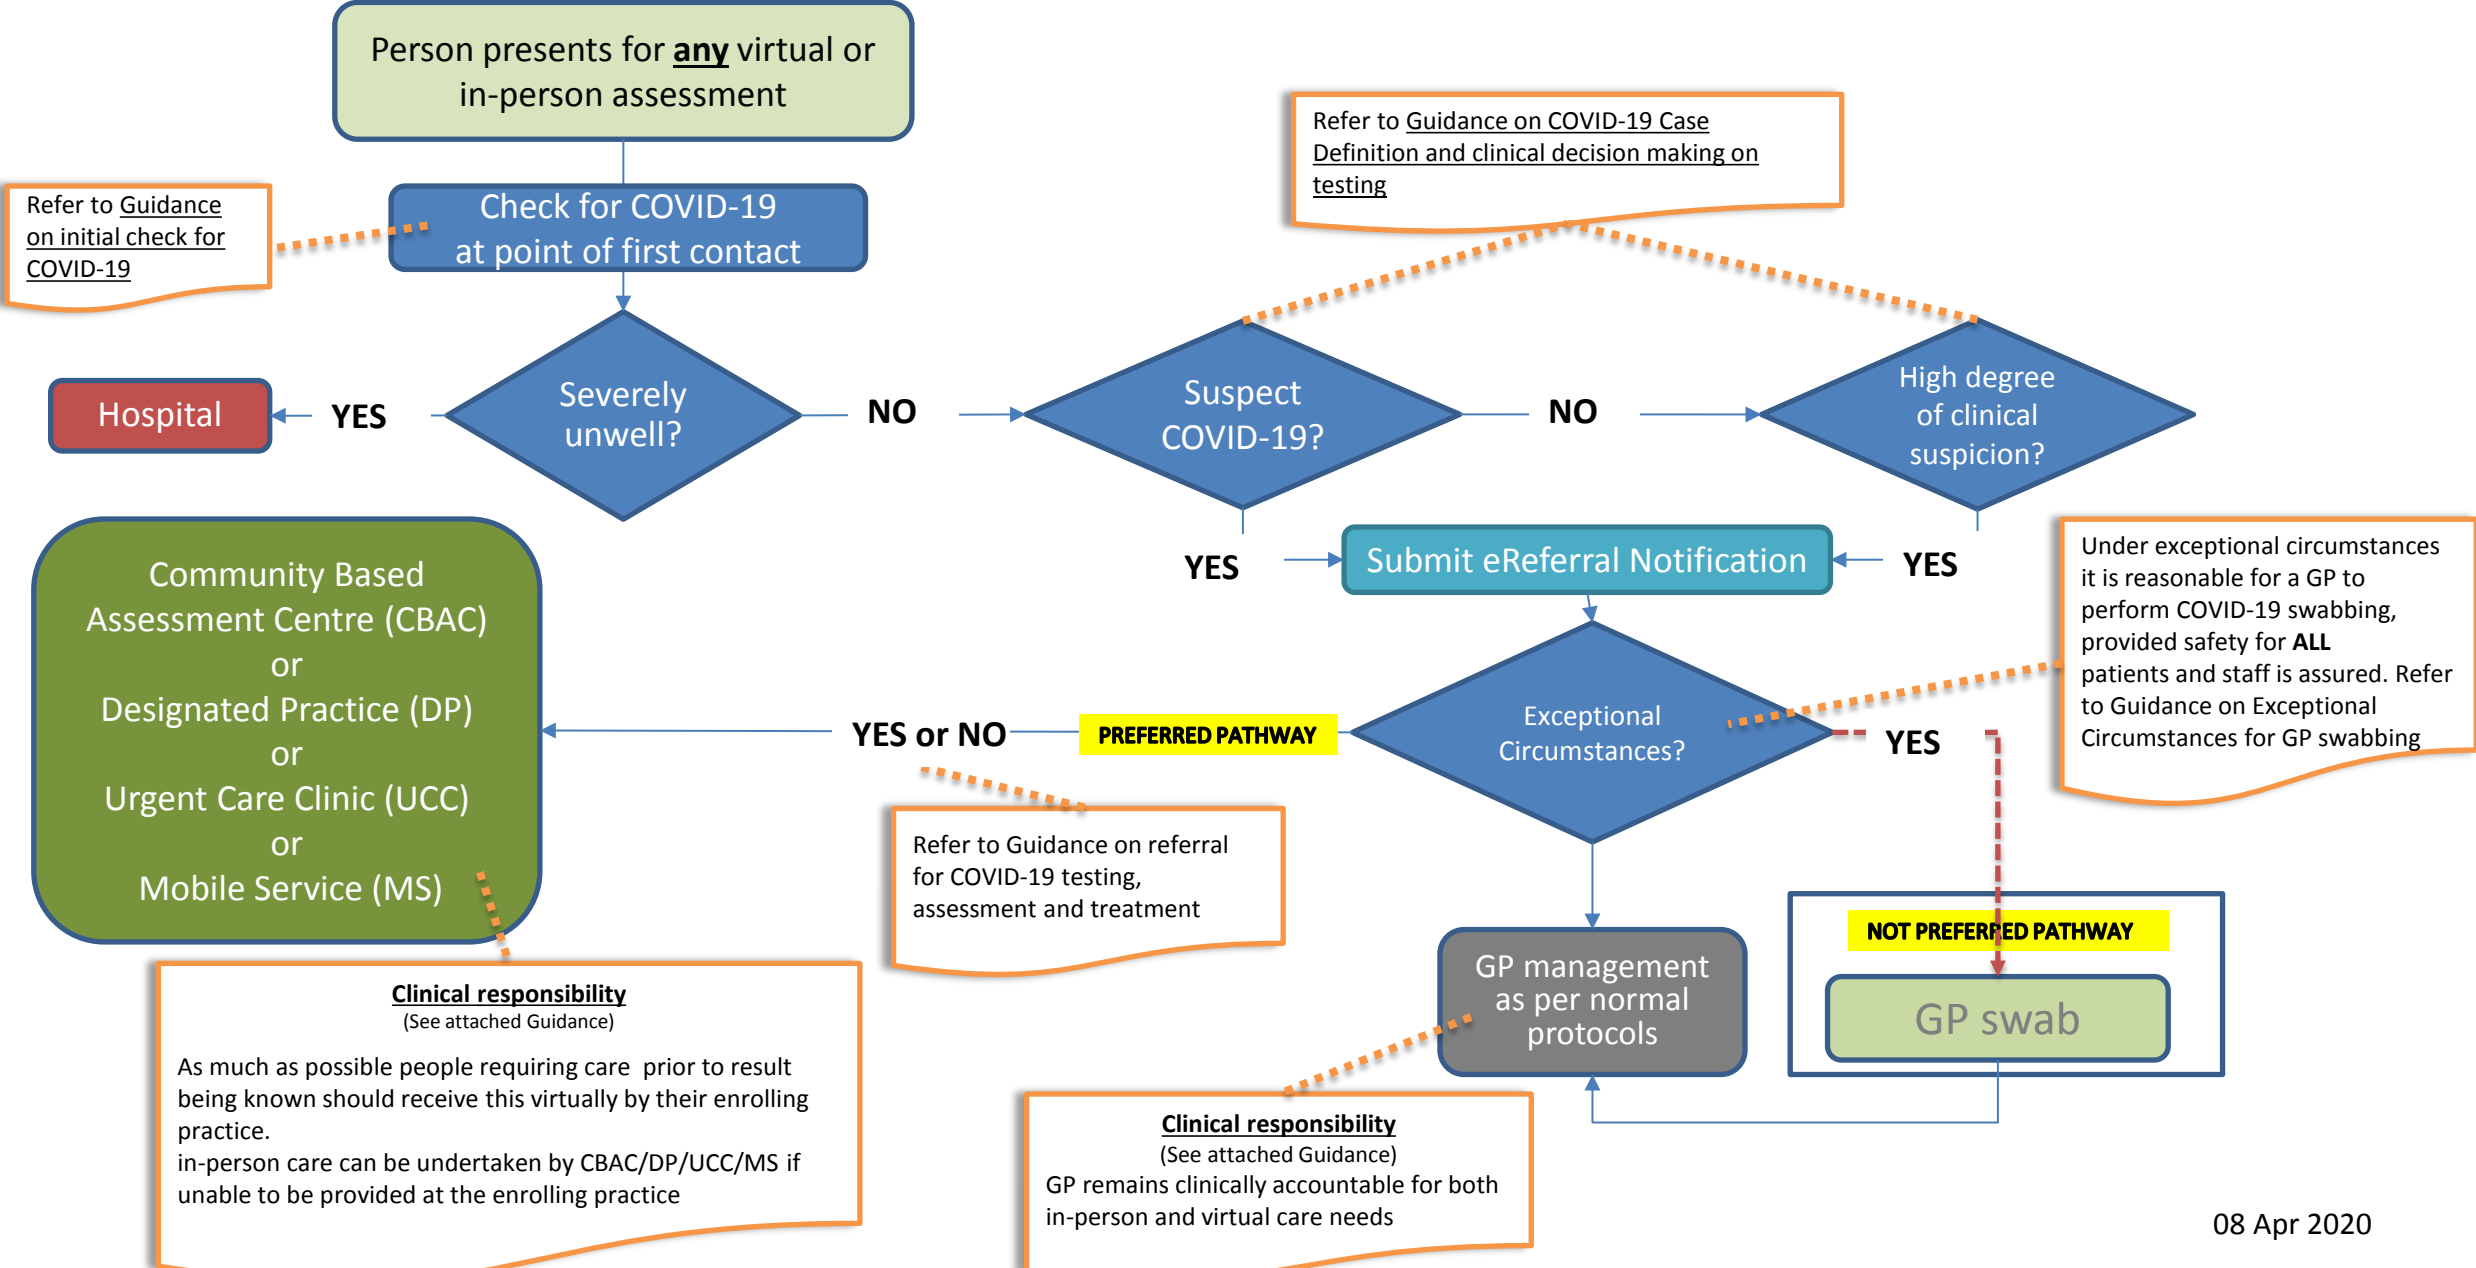 Person presents for any virtual or
in-person assessment
Refer to Guidance on COVID-19 Case
Definition and clinical decision making on
testing
Check for COVID-19
at point of first contact
Refer to Guidance
on initial check for
COVID-19
Hospital
YES
Severely
unwell?
NO
Suspect
COVID-19?
NO
High degree
of clinical
suspicion?
YES
Submit eReferral Notification
YES
Under exceptional circumstances
it is reasonable for a GP to
perform COVID-19 swabbing,
provided safety for ALL
patients and staff is assured. Refer
to Guidance on Exceptional
Circumstances for GP swabbing
Community Based
Assessment Centre (CBAC)
or
Designated Practice (DP)
or
Urgent Care Clinic (UCC)
or
Mobile Service (MS)
YES or NO
PREFERRED PATHWAY
Exceptional
Circumstances?
YES
Refer to Guidance on referral
for COVID-19 testing,
assessment and treatment
NOT PREFERRED PATHWAY
GP swab
GP management
as per normal
protocols
Clinical responsibility
(See attached Guidance)
As much as possible people requiring care prior to result
being known should receive this virtually by their enrolling
practice.
in-person care can be undertaken by CBAC/DP/UCC/MS if
unable to be provided at the enrolling practice
Clinical responsibility
(See attached Guidance)
GP remains clinically accountable for both
in-person and virtual care needs
08 Apr 2020